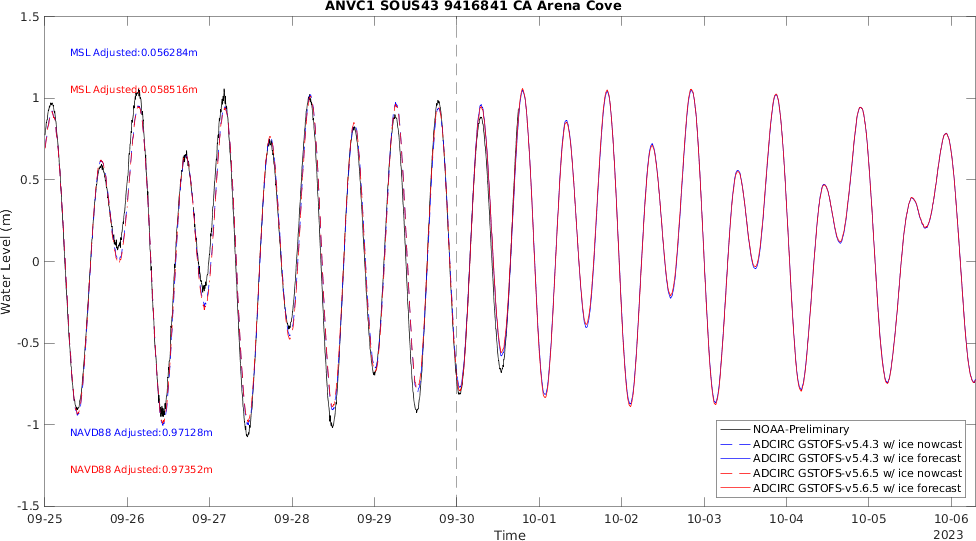 ANVC1 SOUS43 9416841 CA Arena Cove
1.5
1
0.5
0
-0.5
-1
-1.5
Water Level (m)
MSL Adjusted:0.056284m
MSL Adjusted:0.058516m
NAVD88 Adjusted:0.97128m
NAVD88 Adjusted:0.97352m
NOAA-Preliminary
ADCIRC GSTOFS-v5.4.3 w/ ice nowcast
ADCIRC GSTOFS-v5.4.3 w/ ice forecast
ADCIRC GSTOFS-v5.6.5 w/ ice nowcast
ADCIRC GSTOFS-v5.6.5 w/ ice forecast
09-25 09-26 09-27 09-28 09-29 09-30 10-01 10-02 10-03 10-04 10-05 10-06
Time
2023